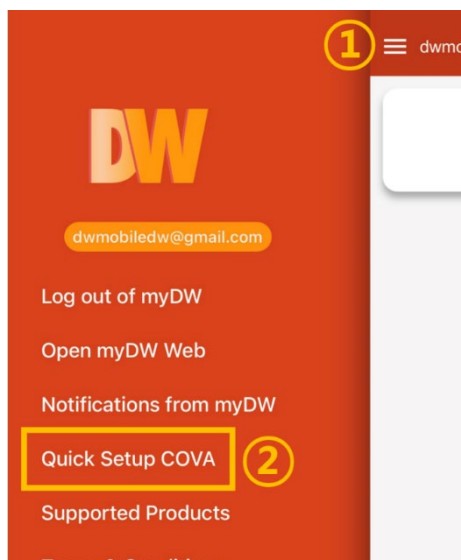 ①
dwmo
DW
dwmobiledw@gmail.com
Log out of myDW
Open myDW Web
Notifications from myDW
Quick Setup COVA
②
Supported Products